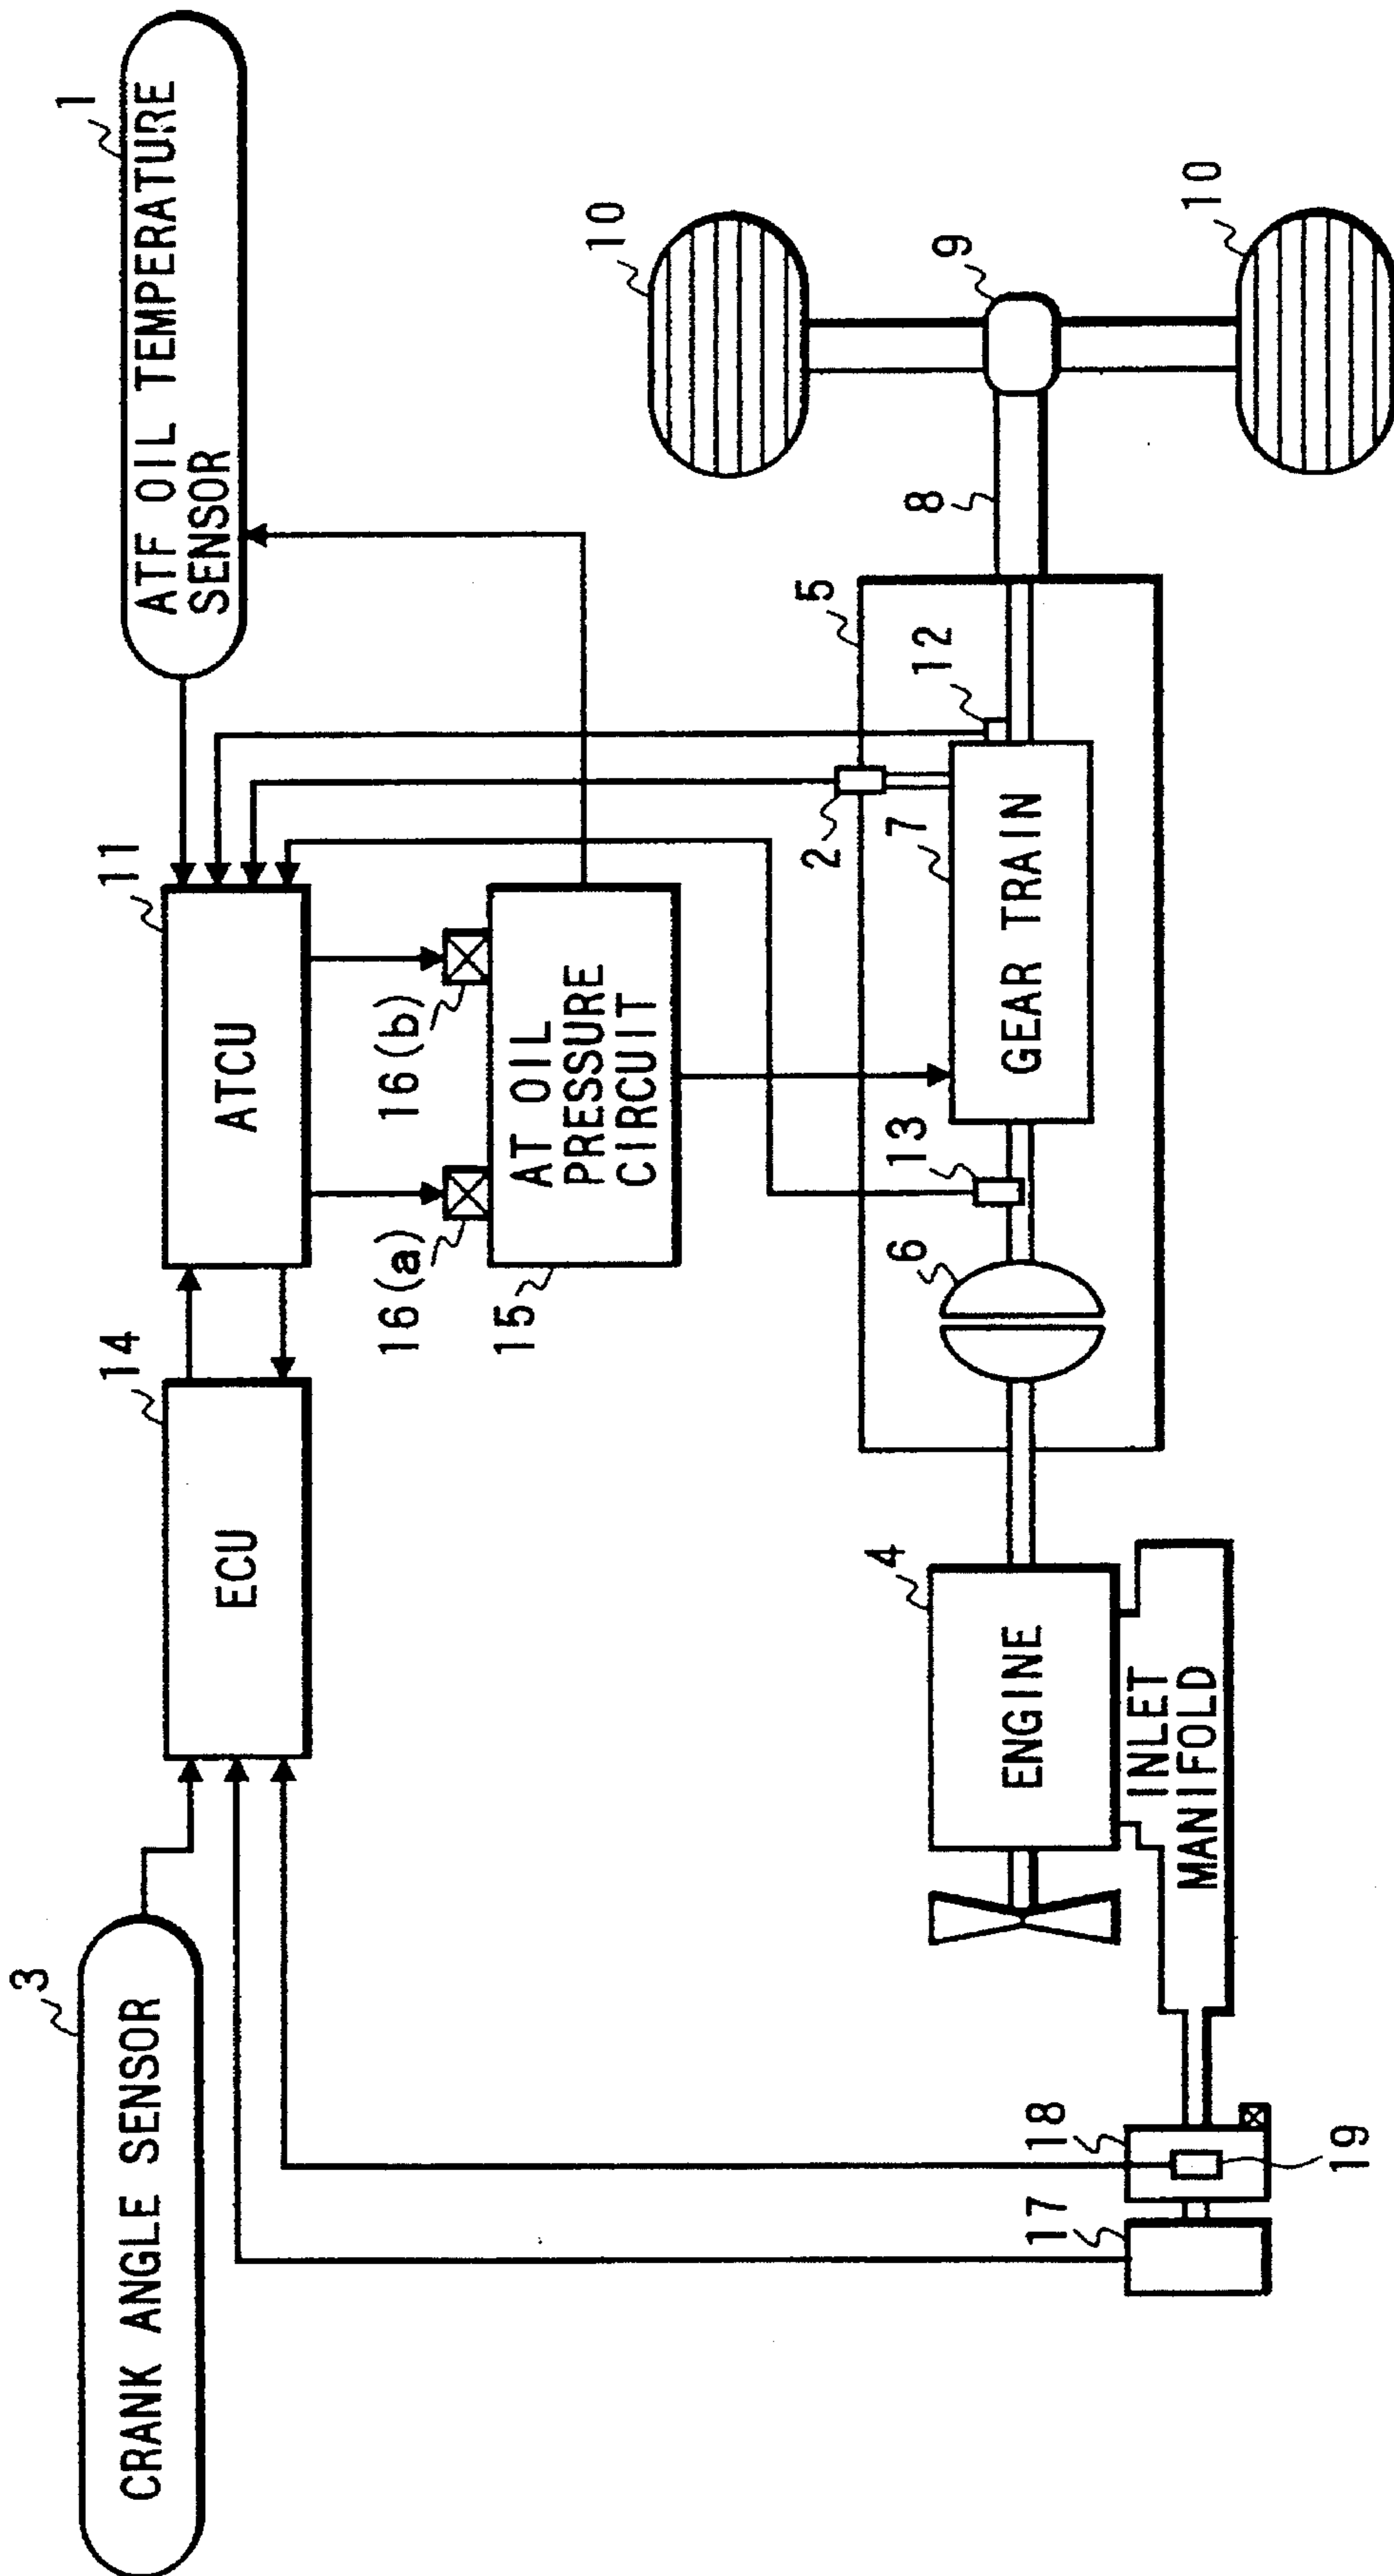 1
ATF OIL TEMPERATURE
SENSOR
11
ATCU
14
ECU
3
CRANK ANGLE SENSOR
16(b)
16(a)
AT OIL
PRESSURE
CIRCUIT
15
10
10
9
8
5
12
2
7
GEAR TRAIN
13
6
4
ENGINE
INLET
MANIFOLD
18
19
17